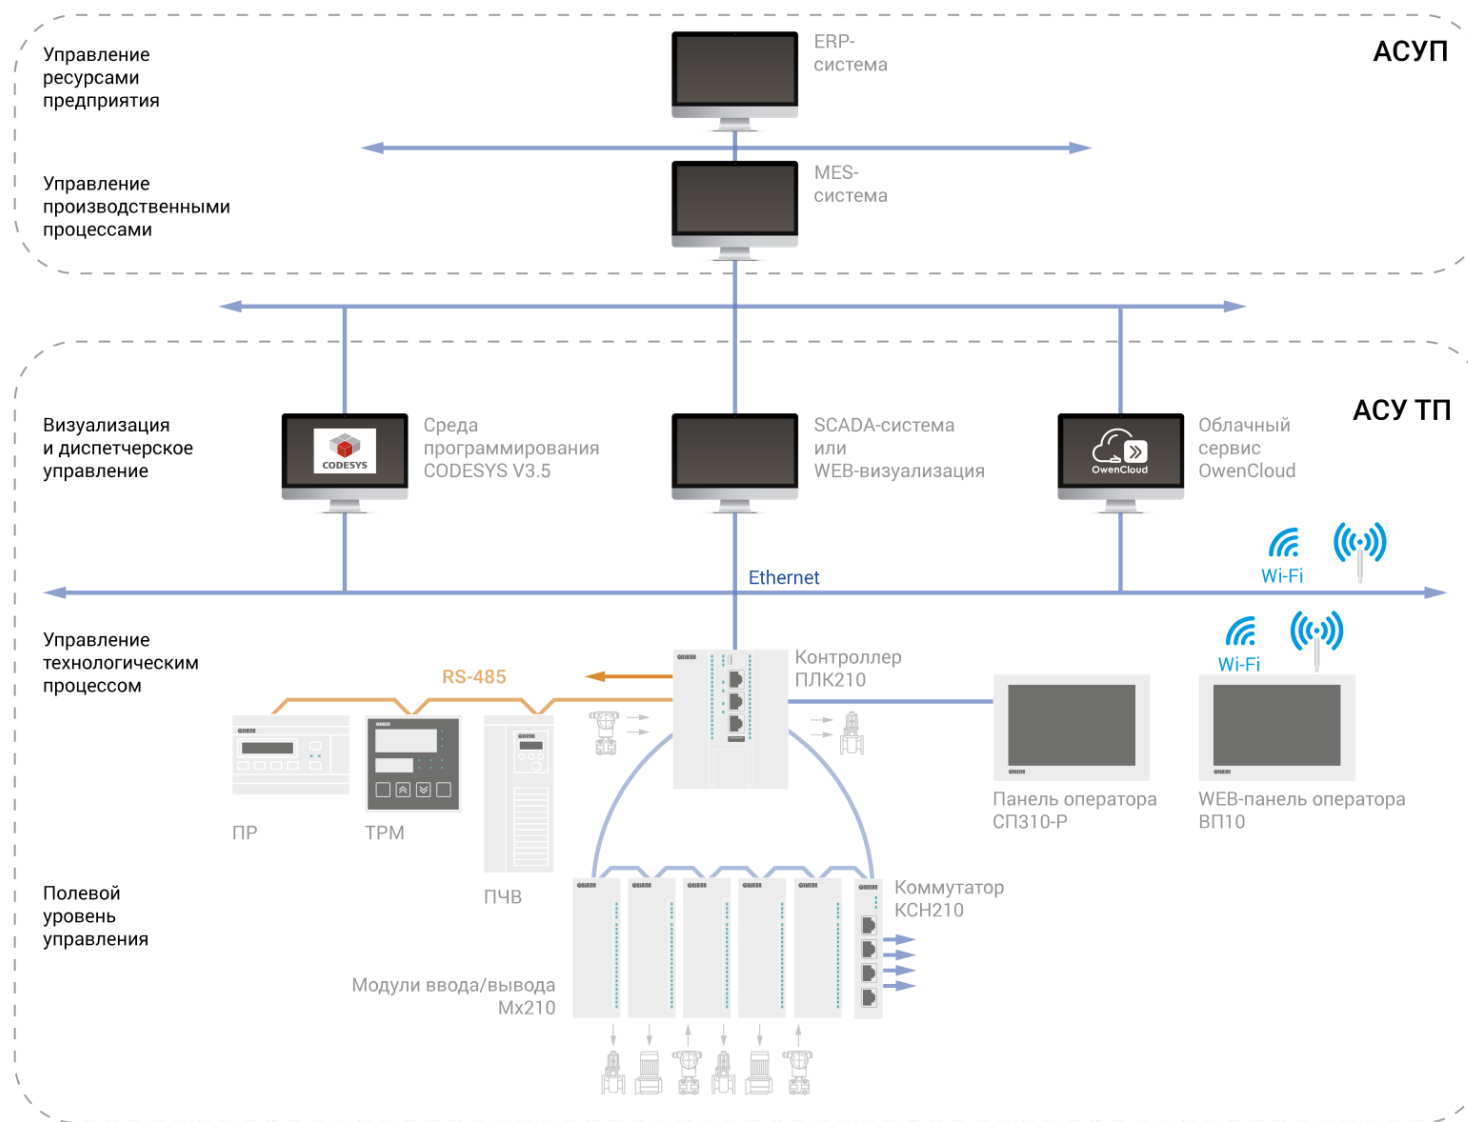 Управление
ресурсами
предприятия
ERP-
система
АСУП
Управление
производственными
процессами
MES-
система
АСУ ТП
Визуализация
и диспетчерское
управление
CODESYS
Среда
программирования
CODESYS V3.5
SCADA-система
или
WEB-визуализация
OwenCloud
Облачный
сервис
OwenCloud
Wi-Fi
Ethernet
Управление
технологическим
процессом
RS-485
Контроллер
ПЛК210
Wi-Fi
ПР
ТРМ
ПЧВ
Панель оператора
СП310-Р
WEB-панель оператора
ВП10
Полевой
уровень
управления
Коммутатор
КСН210
Модули ввода/вывода
Mx210